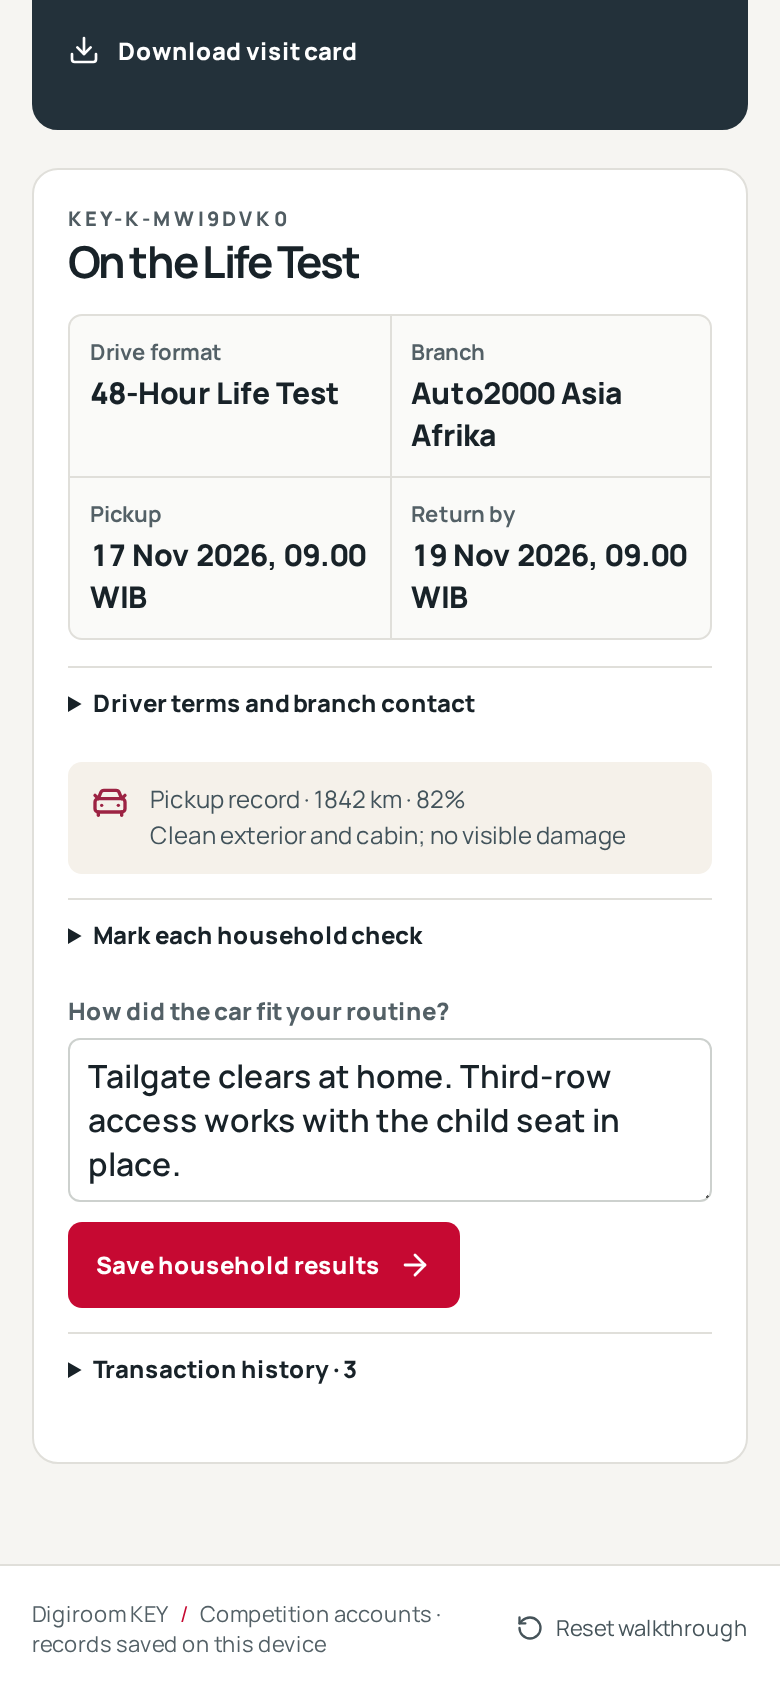 Download visit card
KEY-K-MWI9DVK0
On the Life Test
Drive format
48-Hour Life Test
Branch
Auto2000 Asia
Afrika
Pickup
17 Nov 2026, 09.00
WIB
Return by
19 Nov 2026, 09.00
WIB
Driver terms and branch contact
Pickup record · 1842 km · 82%
Clean exterior and cabin; no visible damage
Mark each household check
How did the car fit your routine?
Tailgate clears at home. Third-row
access works with the child seat in
place.
Save household results
Transaction history · 3
Digiroom KEY / Competition accounts ·
records saved on this device
Reset walkthrough